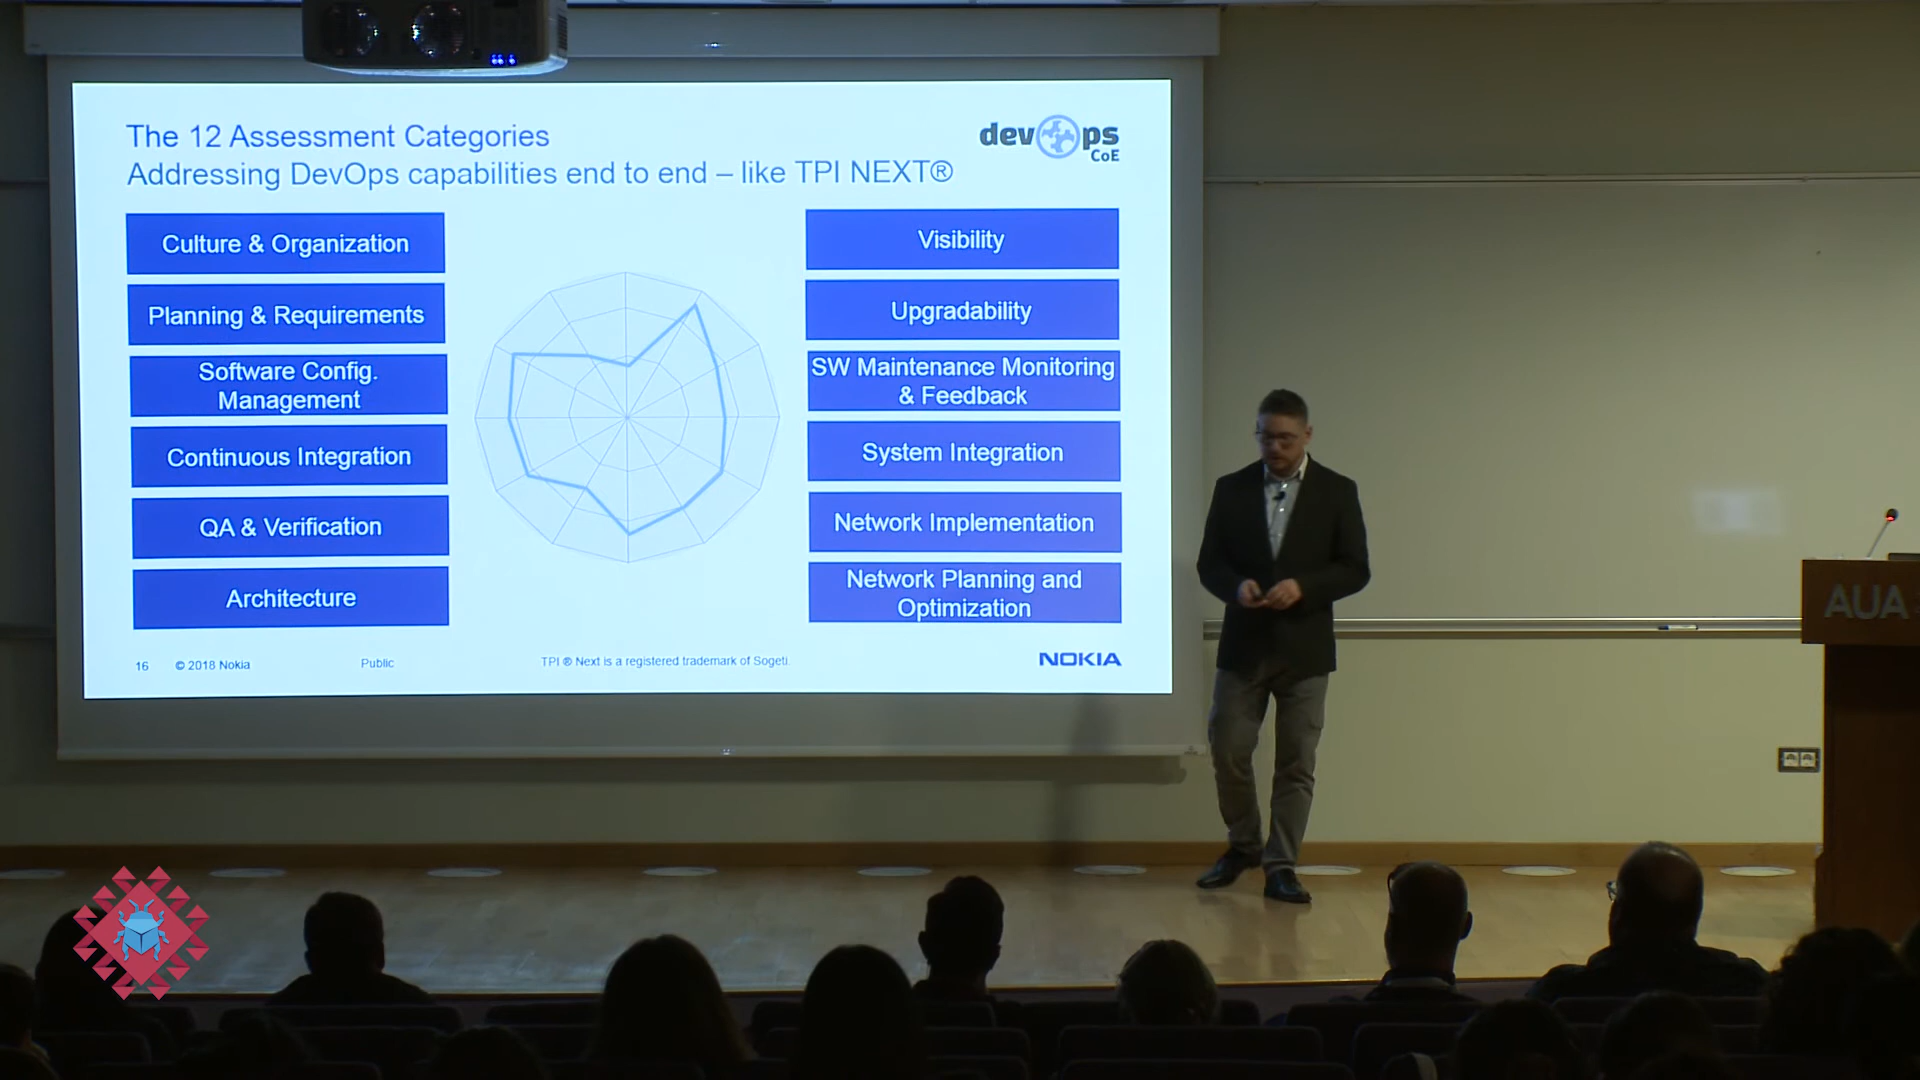 The 12 Assessment Categories
Addressing DevOps capabilities end to end – like TPI NEXT®
devOps
CoE
Culture & Organization
Planning & Requirements
Software Config.
Management
Continuous Integration
QA & Verification
Architecture
Visibility
Upgradability
SW Maintenance Monitoring
& Feedback
System Integration
Network Implementation
Network Planning and
Optimization
16
© 2018 Nokia
Public
TPI ® Next is a registered trademark of Sogeti.
NOKIA
AUA